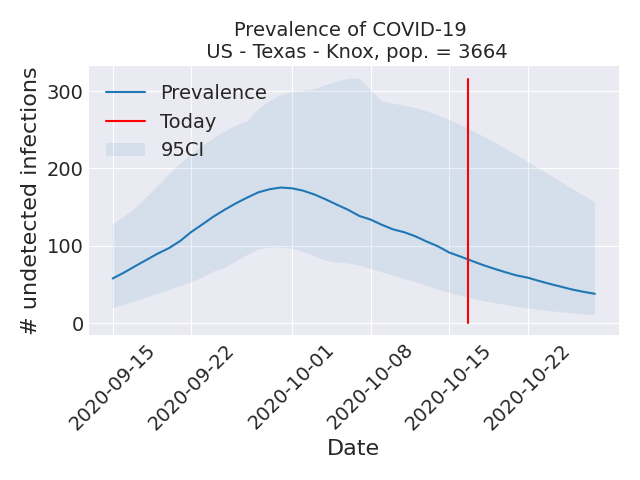 Prevalence of COVID-19
US - Texas - Knox, pop. = 3664
# undetected infections
300
200
100
0
Prevalence
Today
95CI
2020-09-15
2020-09-22
2020-10-01
2020-10-08
2020-10-15
2020-10-22
Date